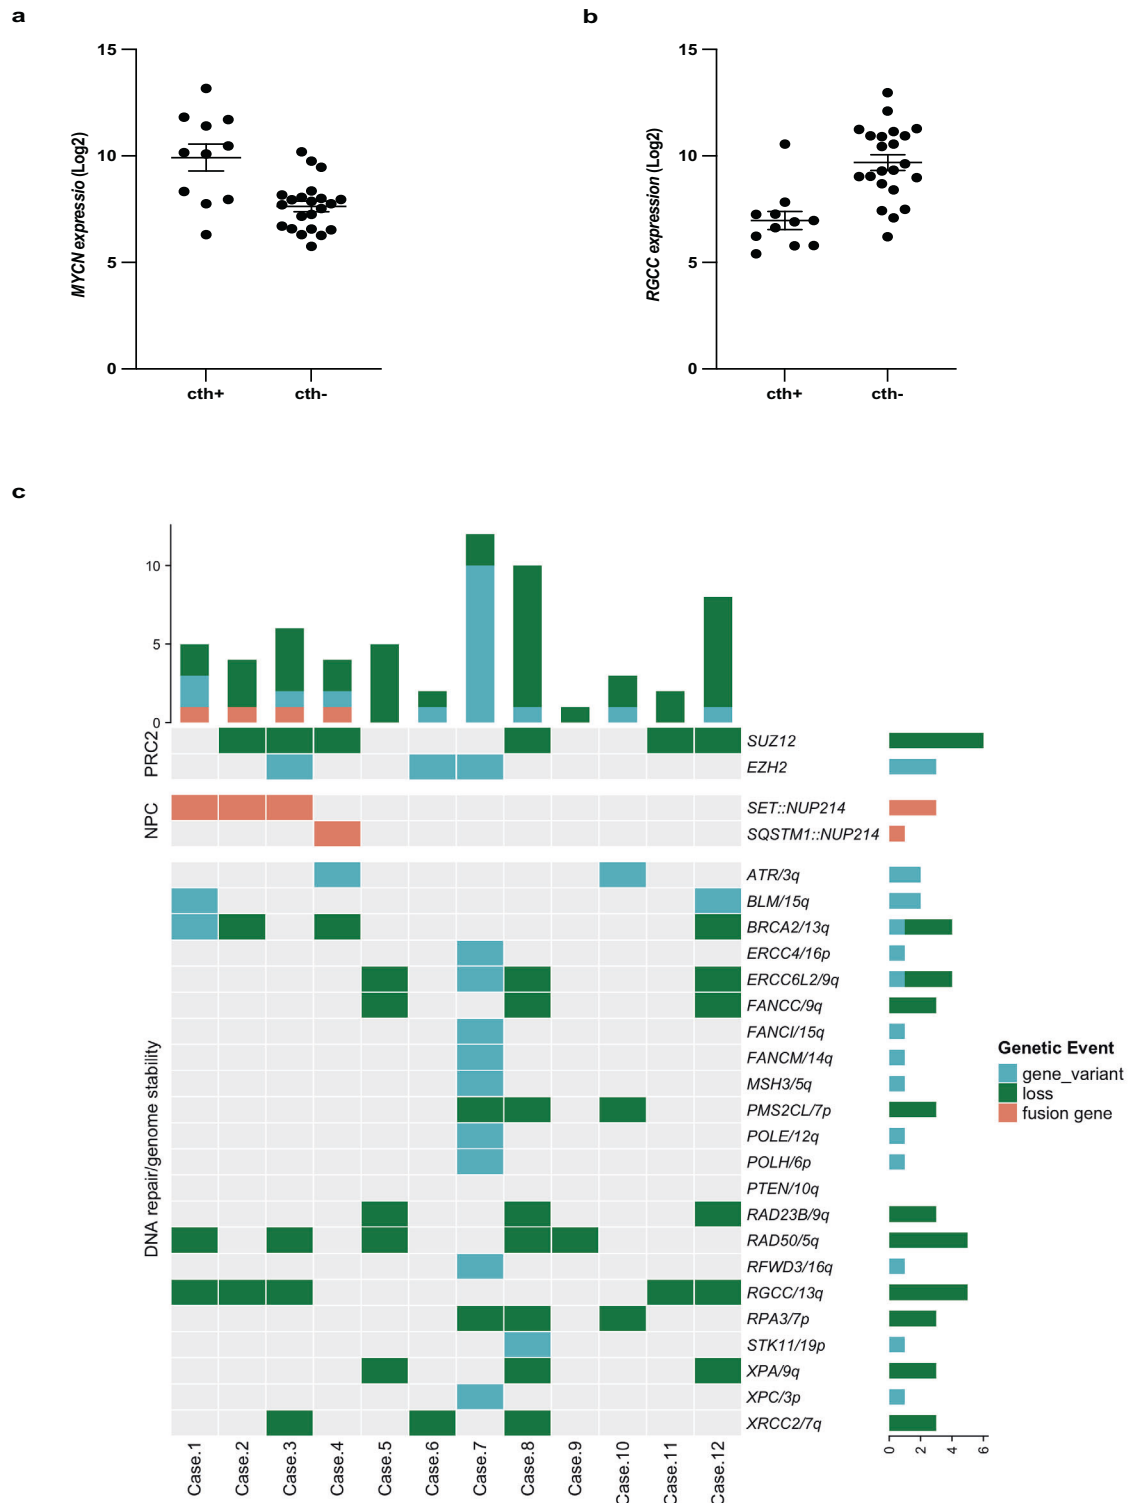 a
b
15
10
5
0
MYCN expressio (Log2)
cth+
cth-
15
10
5
0
RGCC expression (Log2)
cth+
cth-
c
10
5
0
PRC2
SUZ12
EZH2
NPC
SET::NUP214
SQSTM1::NUP214
DNA repair/genome stability
ATR/3q
BLM/15q
BRCA2/13q
ERCC4/16p
ERCC6L2/9q
FANCC/9q
FANCI/15q
FANCM/14q
MSH3/5q
PMS2CL/7p
POLE/12q
POLH/6p
PTEN/10q
RAD23B/9q
RAD50/5q
RFWD3/16q
RGCC/13q
RPA3/7p
STK11/19p
XPA/9q
XPC/3p
XRCC2/7q
Genetic Event
gene_variant
loss
fusion gene
0
2
4
6
Case.1
Case.2
Case.3
Case.4
Case.5
Case.6
Case.7
Case.8
Case.9
Case.10
Case.11
Case.12